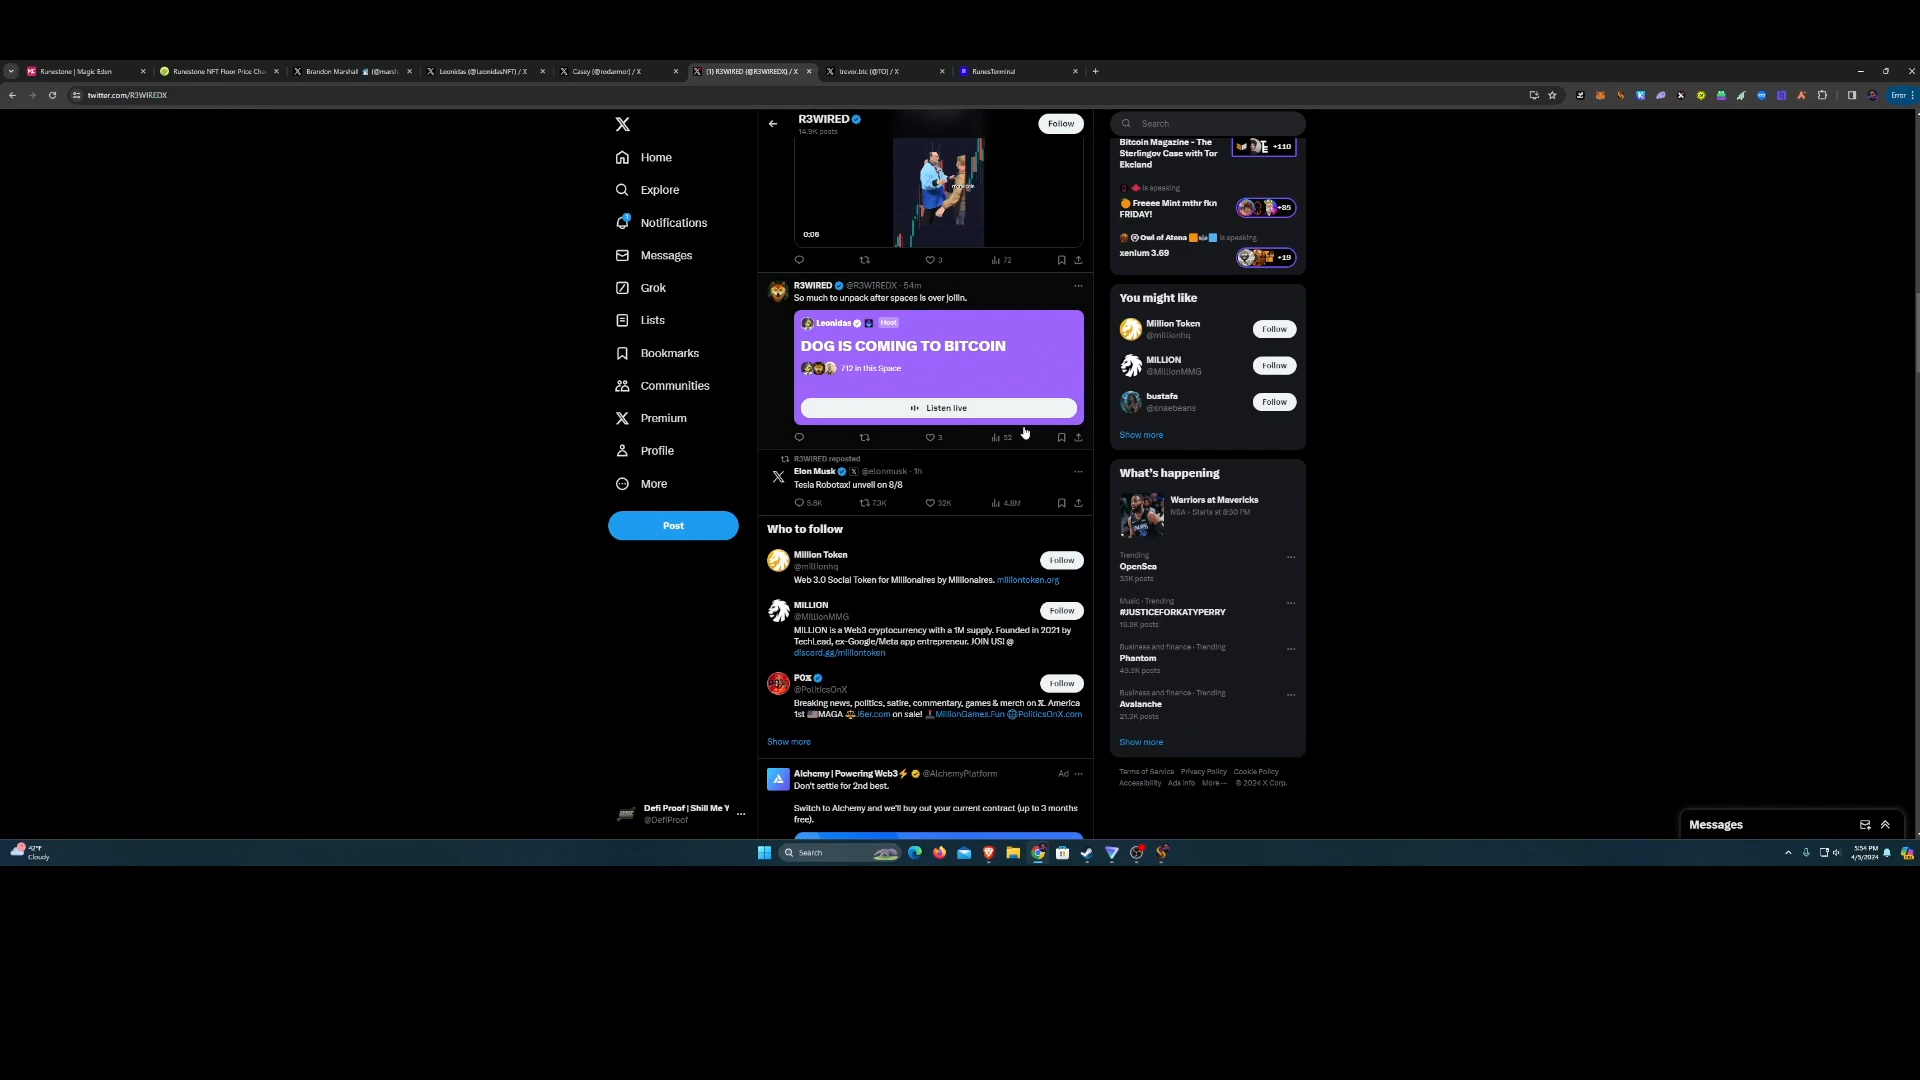 Runestone | Magic Eden
Runestone NFT Floor Price Cha
Brandon Marshall (@marsh
Leonidas (@LeonidasNFT) / X
Casey (@rodarmor) / X
(1) R3WIRED (@R3WIREDX) / X
trevor.btc (@TO) / X
RunesTerminal
twitter.com/R3WIREDX
Error
Home
Explore
Notifications
Messages
Grok
Lists
Bookmarks
Communities
Premium
Profile
More
Post
Defi Proof | Shill Me Y
@DefiProof
R3WIRED
14.9K posts
Follow
0:06
3
72
R3WIRED @R3WIREDX · 54m
So much to unpack after spaces is over jollin.
Leonidas Host
DOG IS COMING TO BITCOIN
712 in this Space
Listen live
3
52
R3WIRED reposted
Elon Musk @elonmusk · 1h
Tesla Robotaxi unveil on 8/8
5.6K
7.3K
32K
4.8M
Who to follow
Million Token
@millionhq
Follow
Web 3.0 Social Token for Millionaires by Millionaires. milliontoken.org
MILLION
@MillionMMG
Follow
MILLION is a Web3 cryptocurrency with a 1M supply. Founded in 2021 by
TechLead, ex-Google/Meta app entrepreneur. JOIN US! @
discord.gg/milliontoken
POX
@PoliticsOnX
Follow
Breaking news, politics, satire, commentary, games & merch on X. America
1st MAGA J6er.com on sale! MillionGames.Fun PoliticsOnX.com
Show more
Alchemy | Powering Web3 @AlchemyPlatform
Ad
Don't settle for 2nd best.
Switch to Alchemy and we'll buy out your current contract (up to 3 months
free).
Search
Bitcoin Magazine - The
Sterlingov Case with Tor
Ekeland
+110
is speaking
Freeee Mint mthr fkn
FRIDAY!
+85
Owl of Atena is speaking
xenium 3.69
+19
You might like
Million Token
@millionhq
Follow
MILLION
@MillionMMG
Follow
bustafa
@snaebeans
Follow
Show more
What's happening
Warriors at Mavericks
NBA · Starts at 8:30 PM
Trending
OpenSea
35K posts
Music · Trending
#JUSTICEFORKATYPERRY
19.9K posts
Business and finance · Trending
Phantom
49.9K posts
Business and finance · Trending
Avalanche
21.3K posts
Show more
Terms of Service Privacy Policy Cookie Policy
Accessibility Ads info More ··· © 2024 X Corp.
Messages
42°F
Cloudy
Search
5:54 PM
4/5/2024